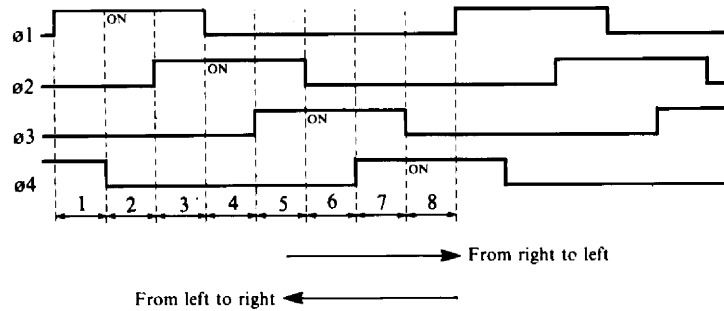 ø1 ON
ø2 ON
ø3 ON
ø4 ON
1 2 3 4 5 6 7 8
From right to left
From left to right